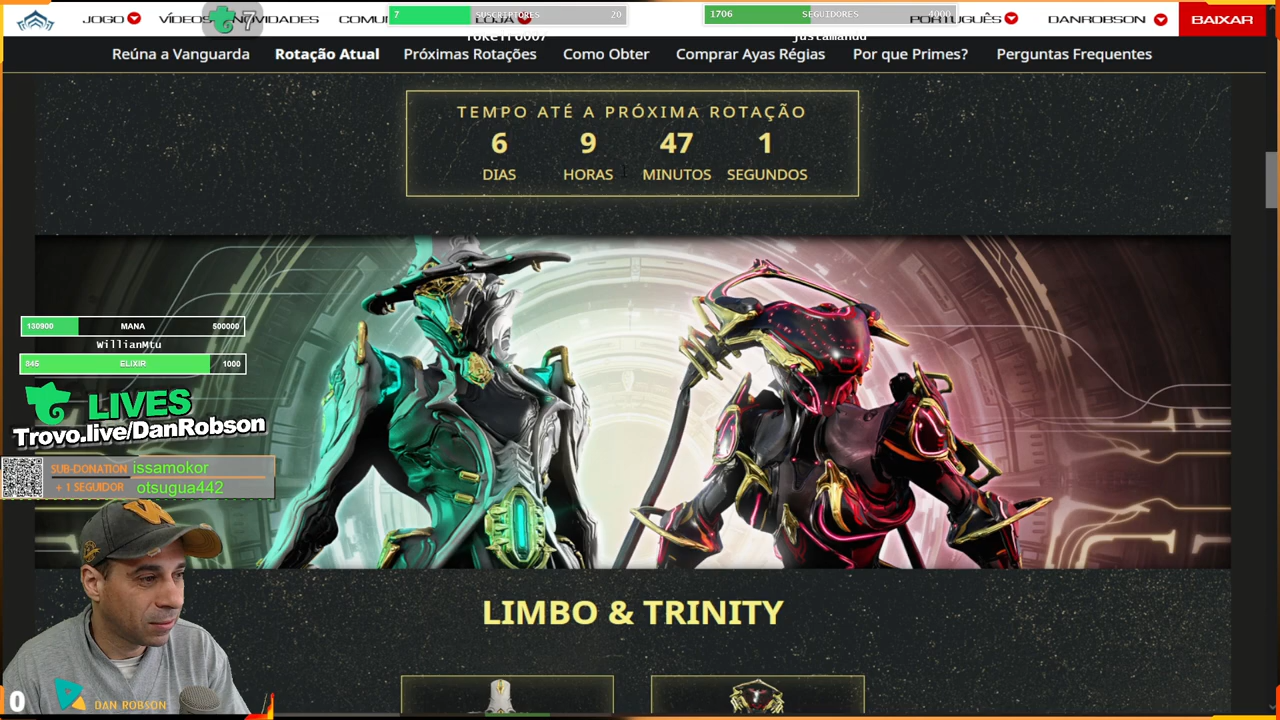 JOGO
VÍDEOS
NOVIDADES
PORTUGUÊS
DANROBSON
BAIXAR
7
7 SUSCRIPTORES 20
1706 SEGUIDORES 4000
Reúna a Vanguarda
Rotação Atual
Próximas Rotações
Como Obter
Comprar Ayas Régias
Por que Primes?
Perguntas Frequentes
TEMPO ATÉ A PRÓXIMA ROTAÇÃO
6 9 47 1
DIAS HORAS MINUTOS SEGUNDOS
130900 MANA 500000
WillianMtu
845 ELIXIR 1000
LIVES
Trovo.live/DanRobson
SUB-DONATION issamokor
+ 1 SEGUIDOR otsugua442
LIMBO & TRINITY
0
DAN ROBSON